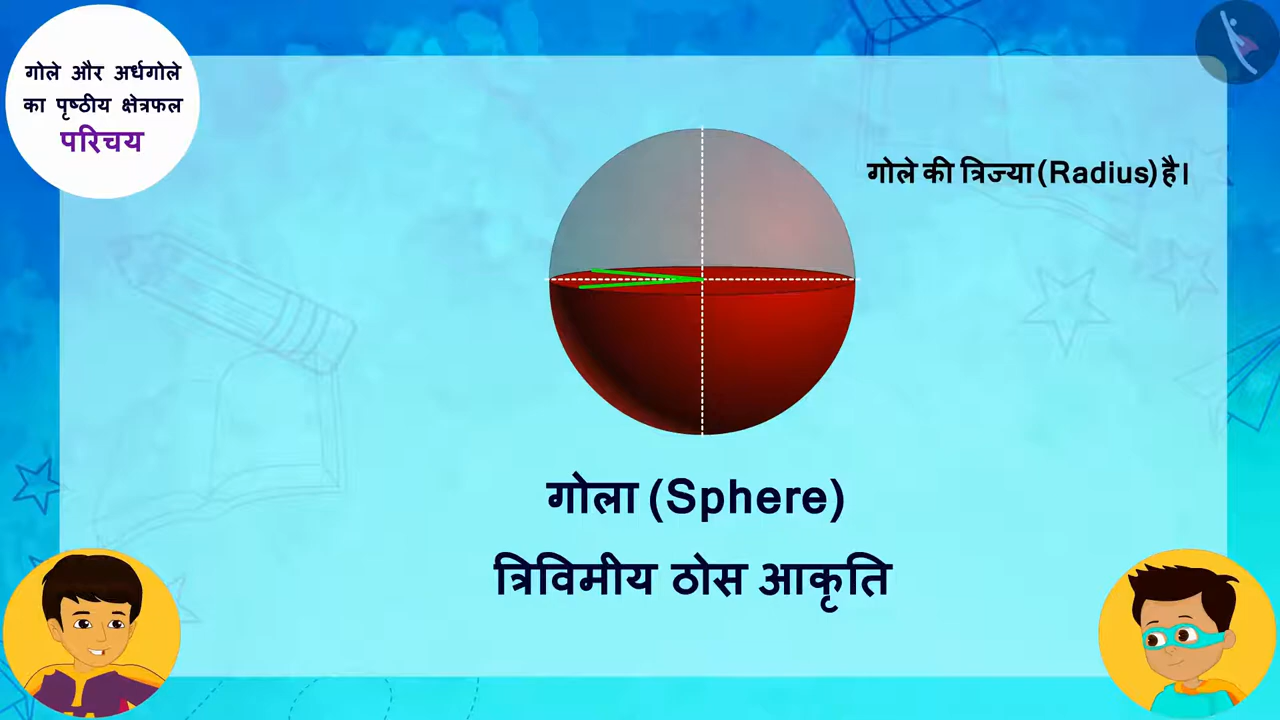 गोले और अर्धगोले
का पृष्ठीय क्षेत्रफल
परिचय
गोले की त्रिज्या (Radius) है।
गोला (Sphere)
त्रिविमीय ठोस आकृति